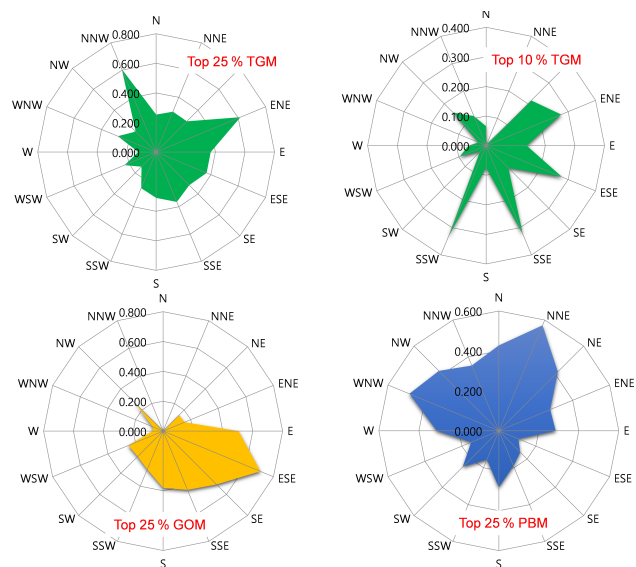 N
0.800
NNW
NNE
0.600
Top 25 % TGM
NW
0.400
WNW
ENE
0.200
W
0.000
E
WSW
ESE
SW
SE
SSW
SSE
S
N
0.400
NNW
NNE
0.300
Top 10 % TGM
NW
0.200
WNW
ENE
0.100
W
0.000
E
WSW
ESE
SW
SE
SSW
SSE
S
N
0.800
NNW
NNE
0.600
NW
NE
0.400
WNW
ENE
0.200
W
0.000
E
WSW
ESE
SW
SE
Top 25 % GOM
SSW
SSE
S
N
0.600
NNW
NNE
NW
NE
0.400
WNW
ENE
0.200
W
0.000
E
WSW
ESE
SW
SE
Top 25 % PBM
SSW
SSE
S